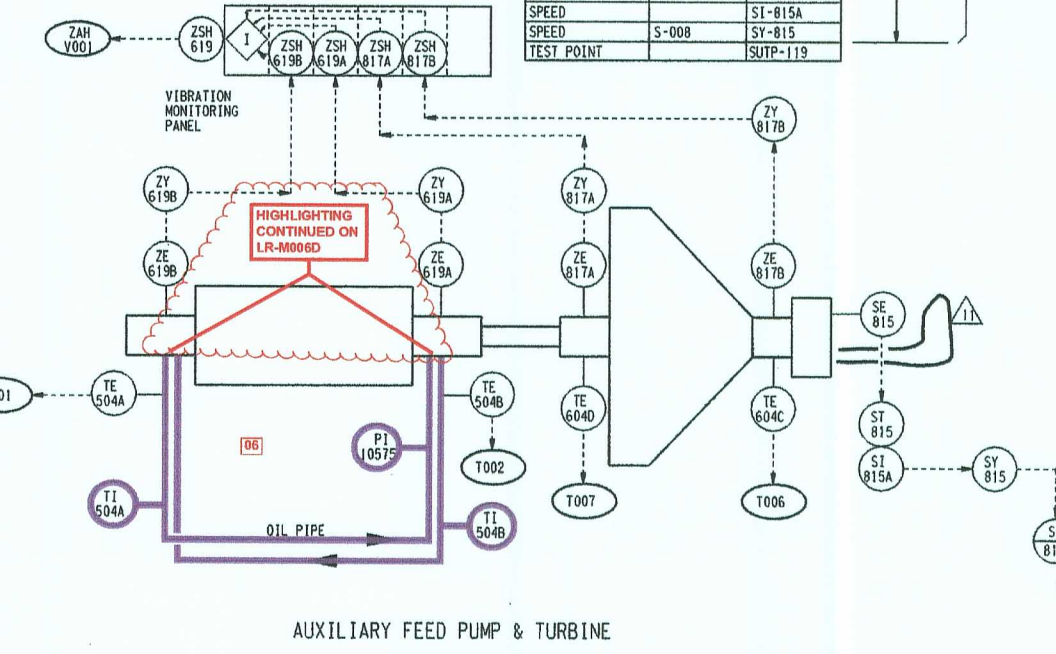 SPEED SI-815A
SPEED S-008 SY-815
TEST POINT SUTP-119
ZAH
V001
ZSH
619
I
ZSH
619B
ZSH
619A
ZSH
817A
ZSH
817B
VIBRATION
MONITORING
PANEL
ZY
817B
ZY
619B
ZY
619A
ZY
817A
HIGHLIGHTING
CONTINUED ON
LR-M006D
ZE
619B
ZE
619A
ZE
817A
ZE
817B
SE
815
11
01
TE
504A
TE
504B
TE
604D
TE
604C
ST
815
06
PI
10575
T002
SI
815A
SY
815
TI
504A
T007
T006
TI
504B
OIL PIPE
S
81
AUXILIARY FEED PUMP & TURBINE